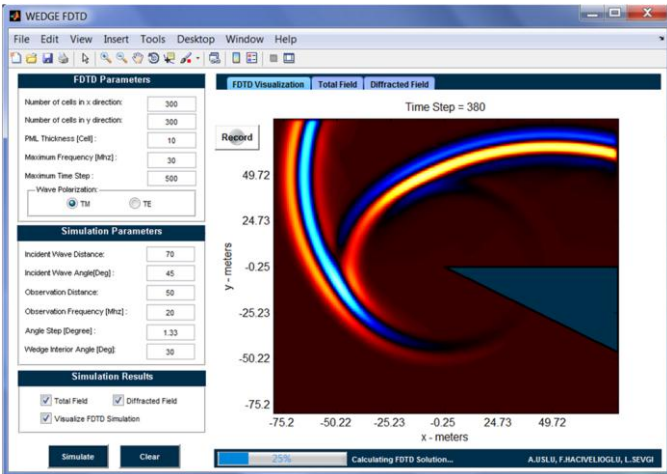 WEDGE FDTD
File Edit View Insert Tools Desktop Window Help
FDTD Parameters
Number of cells in x direction: 300
Number of cells in y direction: 300
PML Thickness [Cell] : 10
Maximum Frequency [Mhz] : 30
Maximum Time Step : 500
Wave Polarization:
TM TE
Simulation Parameters
Incident Wave Distance: 70
Incident Wave Angle[Deg] : 45
Observation Distance: 50
Observation Frequency [Mhz] : 20
Angle Step [Degree] : 1.33
Wedge Interior Angle [Deg]: 30
Simulation Results
Total Field Diffracted Field
Visualize FDTD Simulation
Simulate Clear
FDTD Visualization Total Field Diffracted Field
Time Step = 380
Record
49.72
24.73
-0.25
-25.23
-50.22
-75.2
y - meters
-75.2 -50.22 -25.23 -0.25 24.73 49.72
x - meters
25% Calculating FDTD Solution... A.USLU, F.HACIVELIOGLU, L.SEVGI